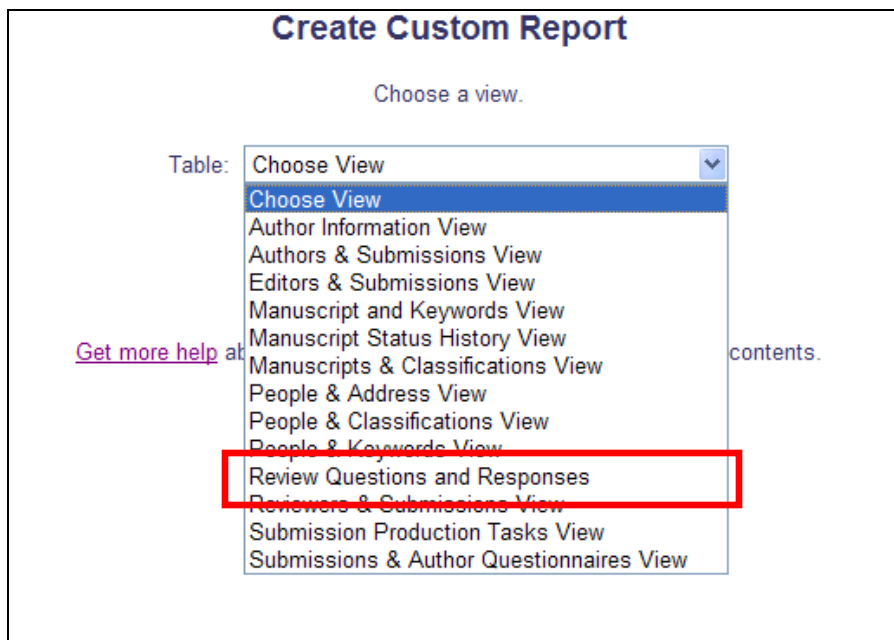 Create Custom Report
Choose a view.
Table: Choose View
Choose View
Author Information View
Authors & Submissions View
Editors & Submissions View
Manuscript and Keywords View
Manuscript Status History View
Get more help contents.
Manuscripts & Classifications View
People & Address View
People & Classifications View
People & Keywords View
Review Questions and Responses
Reviewers & Submissions View
Submission Production Tasks View
Submissions & Author Questionnaires View